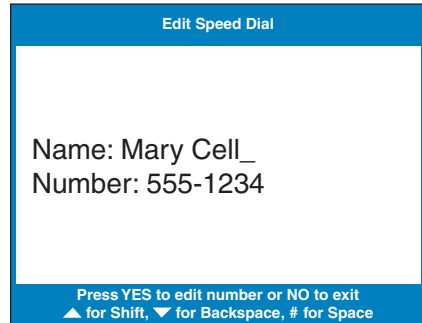 Edit Speed Dial
Name: Mary Cell_
Number: 555-1234
Press YES to edit number or NO to exit
▲ for Shift, ▼ for Backspace, # for Space